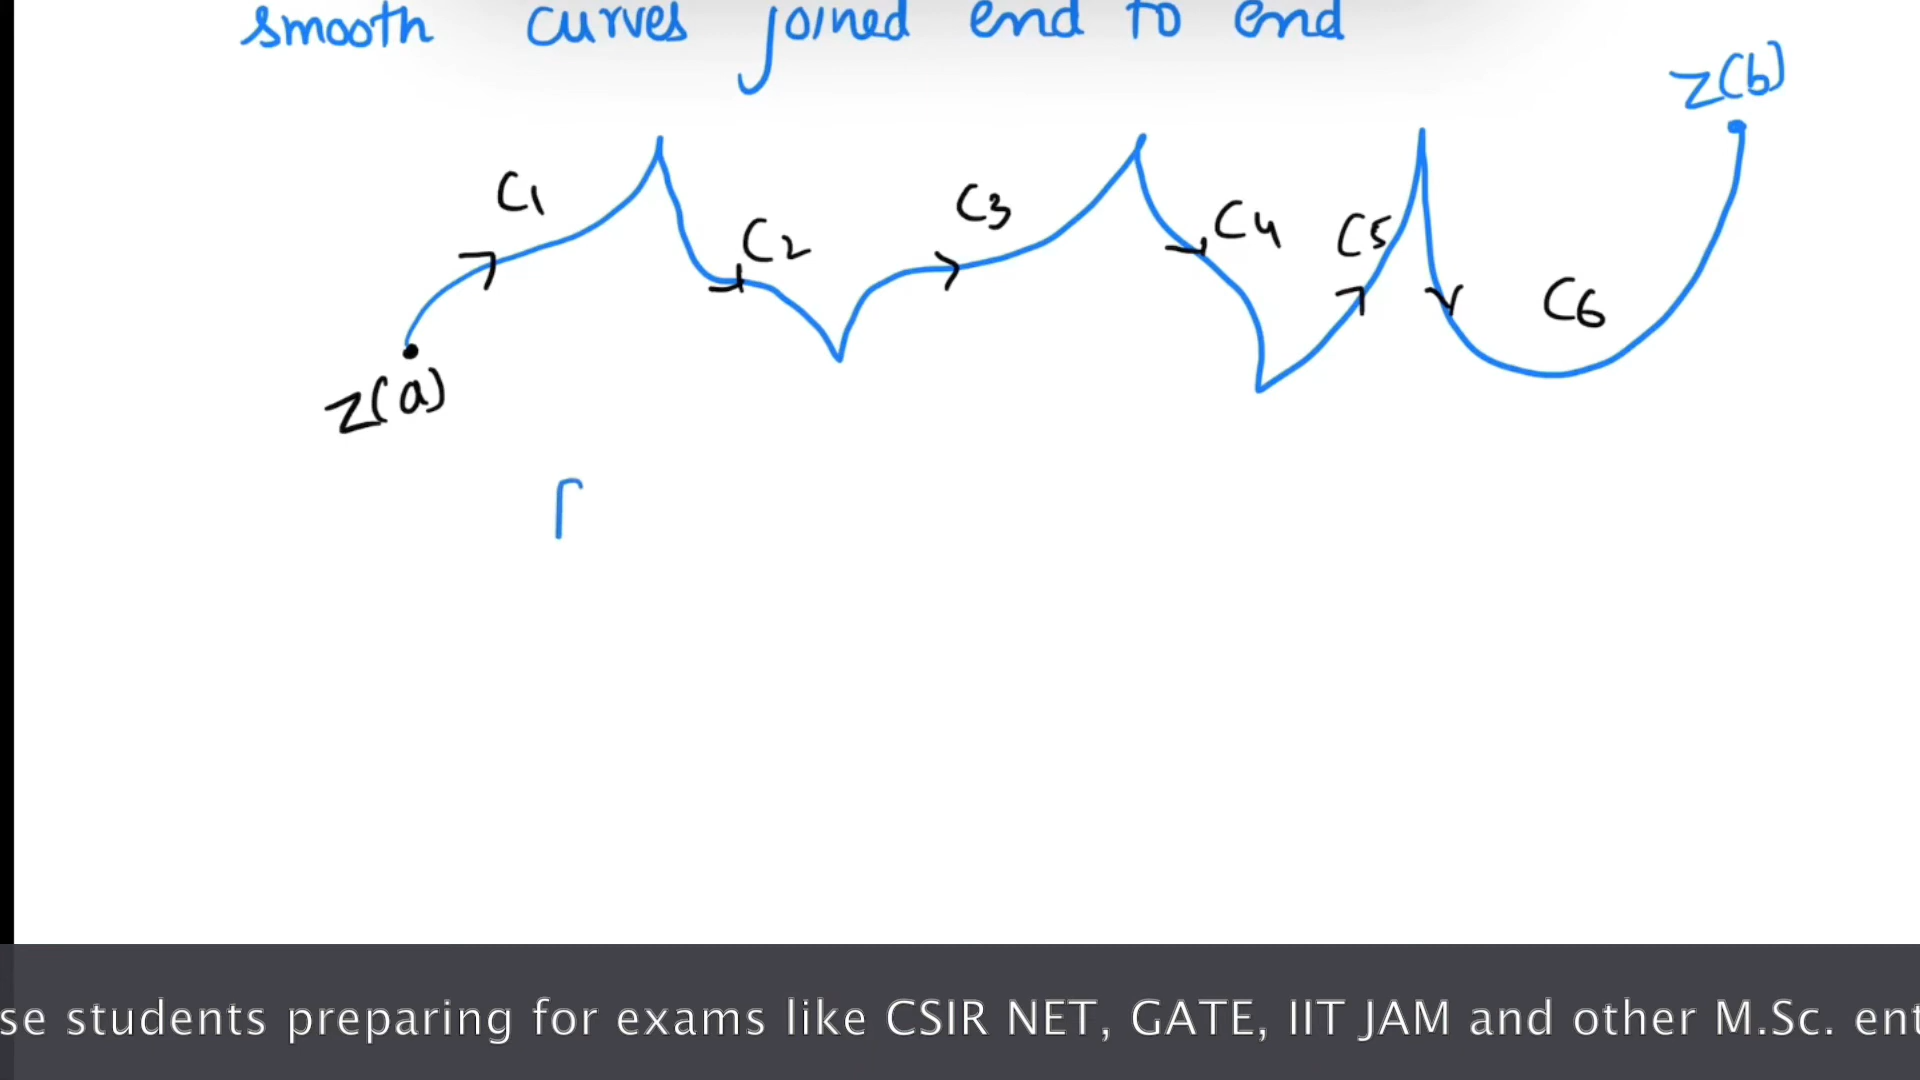 smooth curves joined end to end
z(b)
C1
C2
C3
C4
C5
C6
z(a)
se students preparing for exams like CSIR NET, GATE, IIT JAM and other M.Sc. ent